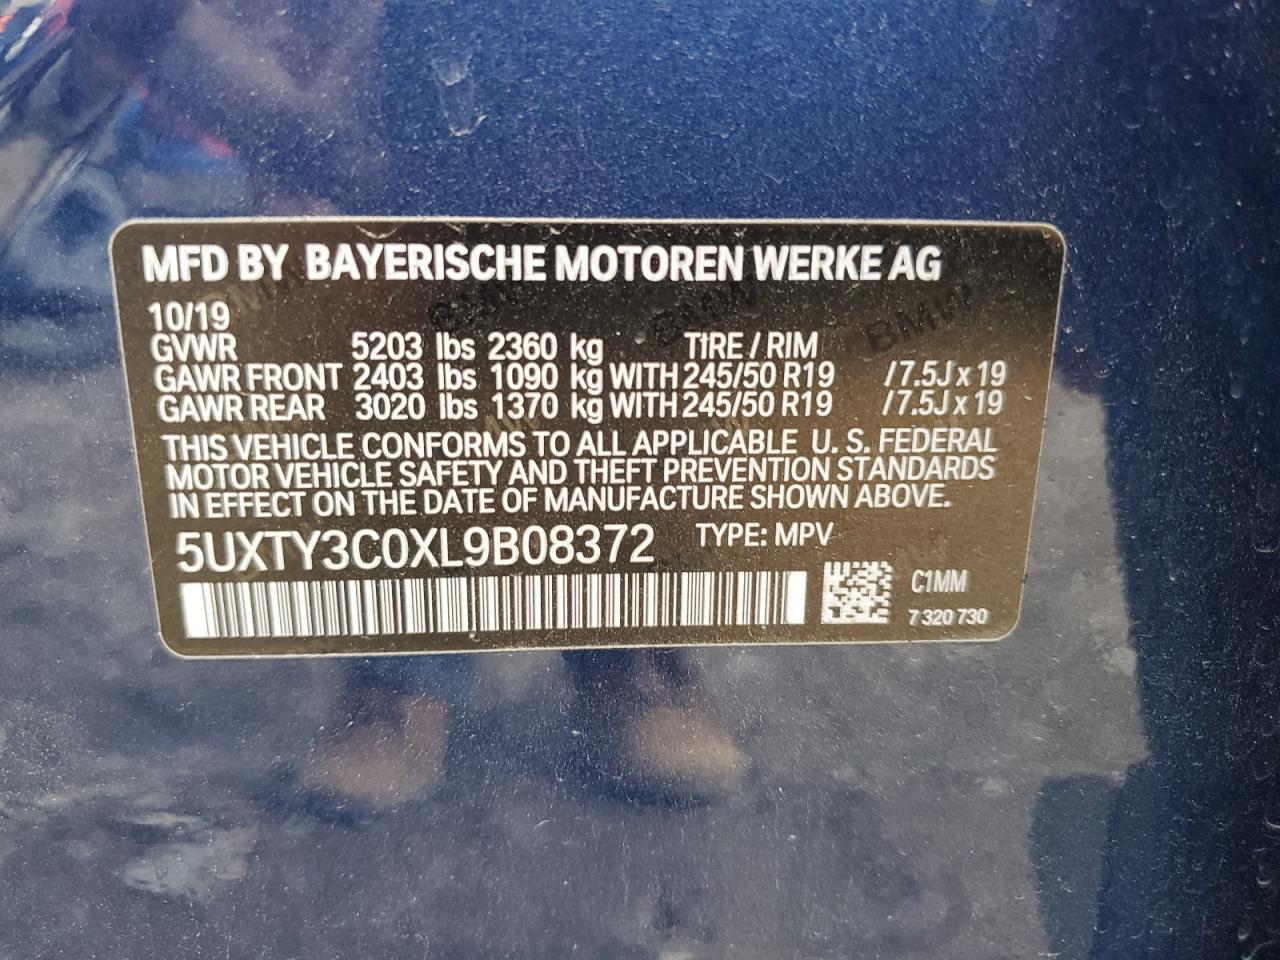 MFD BY BAYERISCHE MOTOREN WERKE AG
10/19
GVWR 5203 lbs 2360 kg TIRE / RIM
GAWR FRONT 2403 lbs 1090 kg WITH 245/50 R19 / 7.5J x 19
GAWR REAR 3020 lbs 1370 kg WITH 245/50 R19 / 7.5J x 19
THIS VEHICLE CONFORMS TO ALL APPLICABLE U. S. FEDERAL
MOTOR VEHICLE SAFETY AND THEFT PREVENTION STANDARDS
IN EFFECT ON THE DATE OF MANUFACTURE SHOWN ABOVE.
5UXTY3C0XL9B08372 TYPE: MPV
C1MM
7 320 730